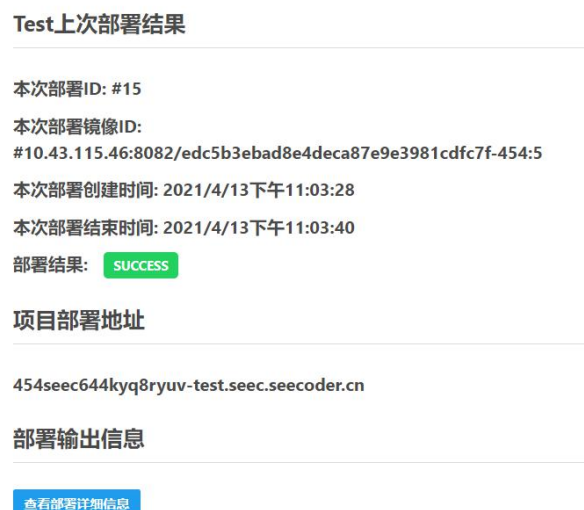 Test上次部署结果
本次部署ID: #15
本次部署镜像ID:
#10.43.115.46:8082/edc5b3ebad8e4deca87e9e3981cdfc7f-454:5
本次部署创建时间: 2021/4/13下午11:03:28
本次部署结束时间: 2021/4/13下午11:03:40
部署结果: SUCCESS
项目部署地址
454seec644kyq8ryuv-test.seec.seecoder.cn
部署输出信息
查看部署详细信息